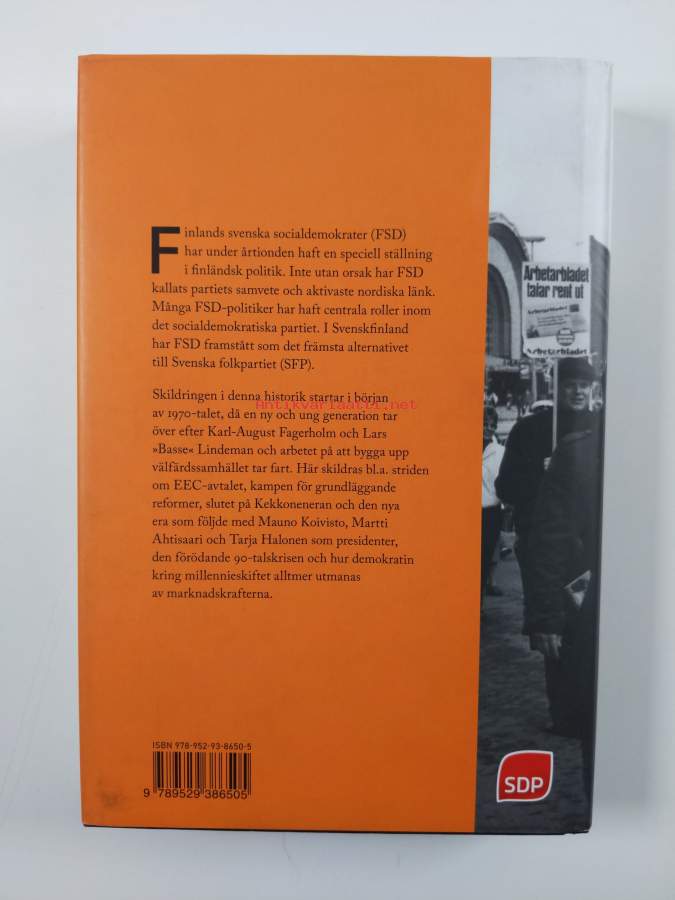 Finlands svenska socialdemokrater (FSD)
har under årtionden haft en speciell ställning
i finländsk politik. Inte utan orsak har FSD
kallats partiets samvete och aktivaste nordiska länk.
Många FSD-politiker har haft centrala roller inom
det socialdemokratiska partiet. I Svenskfinland
har FSD framstått som det främsta alternativet
till Svenska folkpartiet (SFP).
Skildringen i denna historik startar i början
av 1970-talet, då en ny och ung generation tar
över efter Karl-August Fagerholm och Lars
»Basse« Lindeman och arbetet på att bygga upp
välfärdssamhället tar fart. Här skildras bl.a. striden
om EEC-avtalet, kampen för grundläggande
reformer, slutet på Kekkoneneran och den nya
era som följde med Mauno Koivisto, Martti
Ahtisaari och Tarja Halonen som presidenter,
den förödande 90-talskrisen och hur demokratin
kring millennieskiftet alltmer utmanas
av marknadskrafterna.
Antikvariaatti.net
ISBN 978-952-93-8650-5
9 789529 386505
Arbetarbladet
talar rent ut
Arbetarbladet
Arbetarbladet
SDP